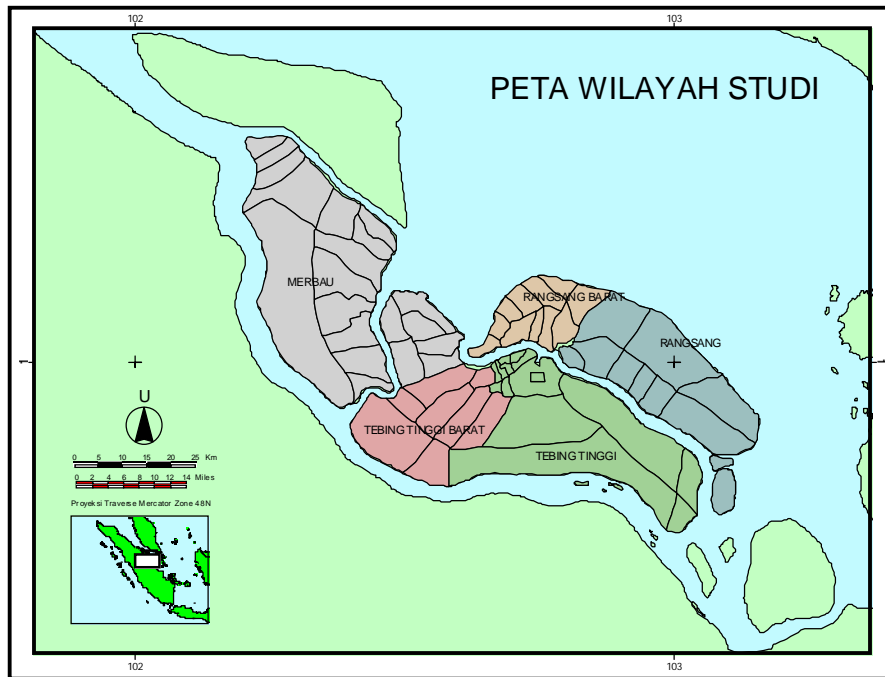 102 103
PETA WILAYAH STUDI
MERBAU
RANGSANG BARAT
RANGSANG
1 1
U
TEBING TINGGI BARAT
TEBING TINGGI
0 5 10 15 20 25 Km
0 2 4 6 8 10 12 14 Miles
Proyeksi Traverse Mercator Zone 48N
102 103